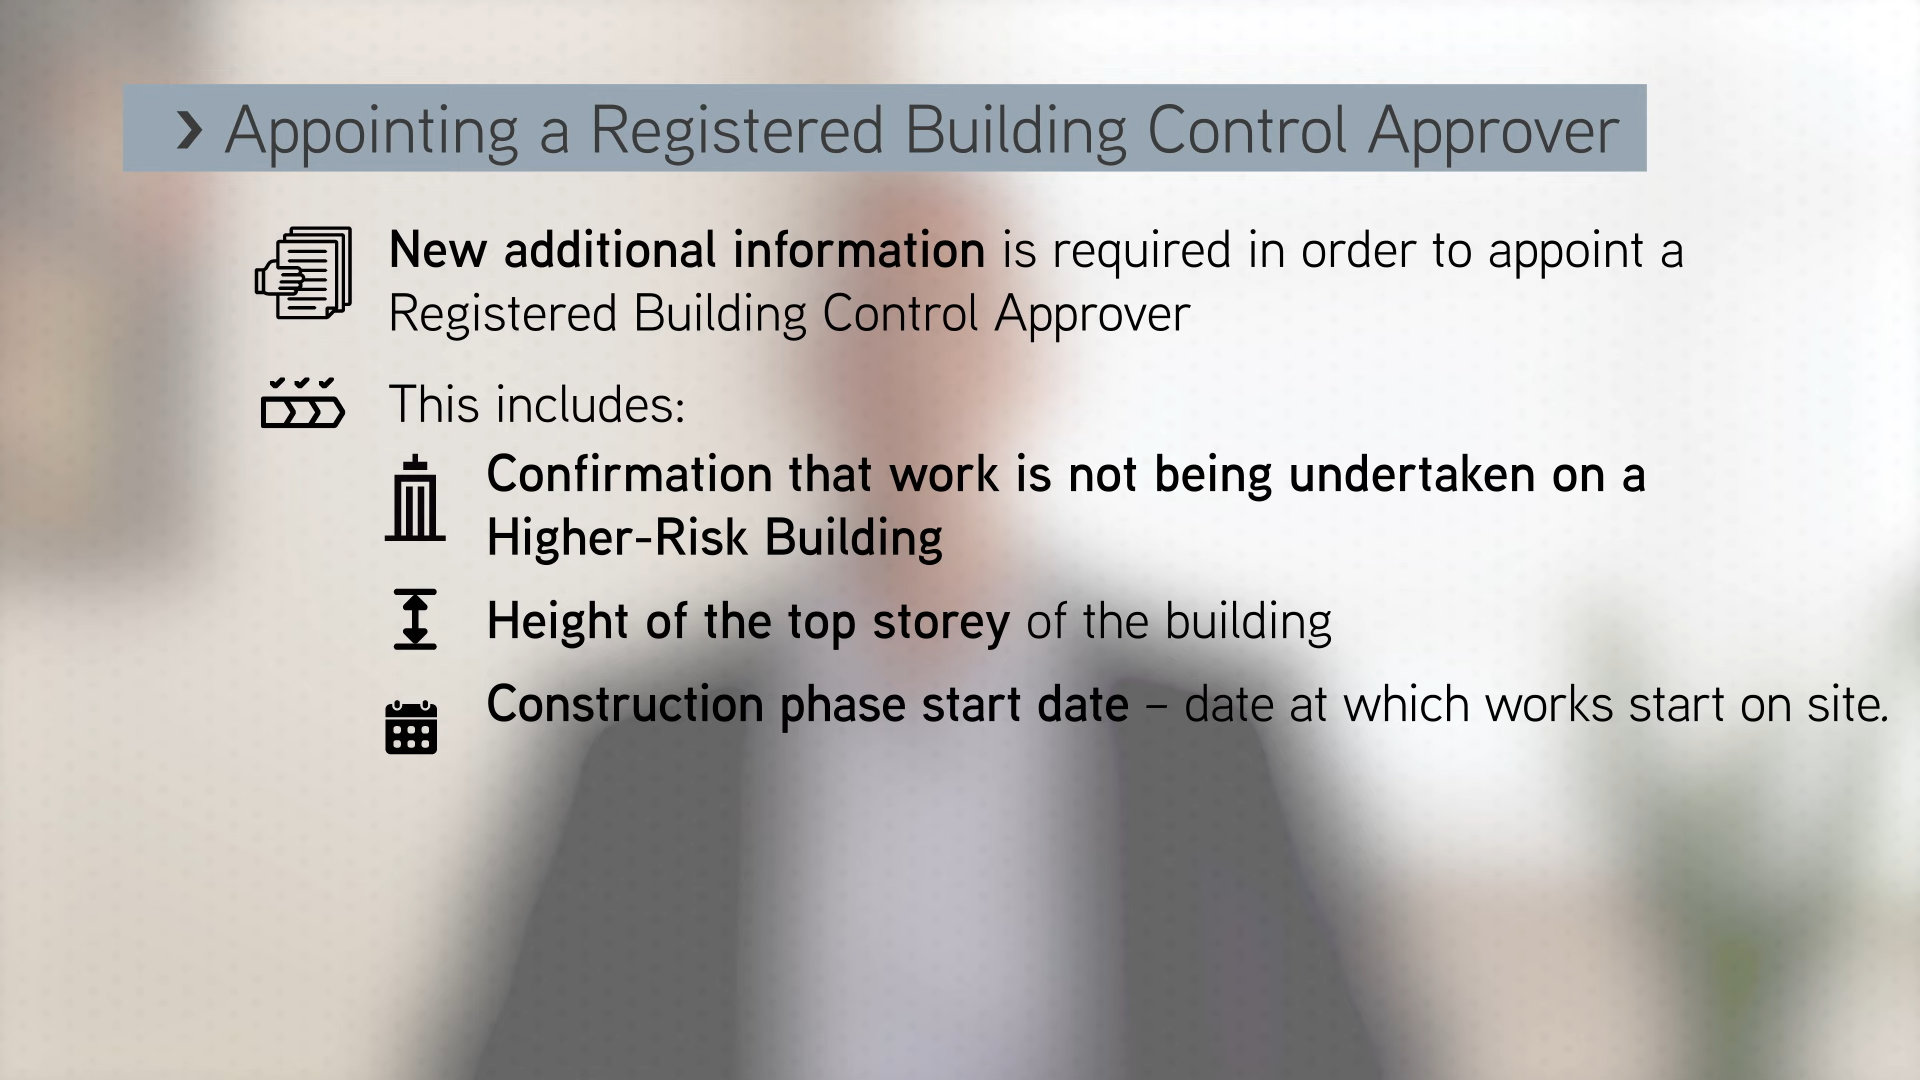 Appointing a Registered Building Control Approver
New additional information is required in order to appoint a
Registered Building Control Approver
This includes:
Confirmation that work is not being undertaken on a
Higher-Risk Building
Height of the top storey of the building
Construction phase start date – date at which works start on site.